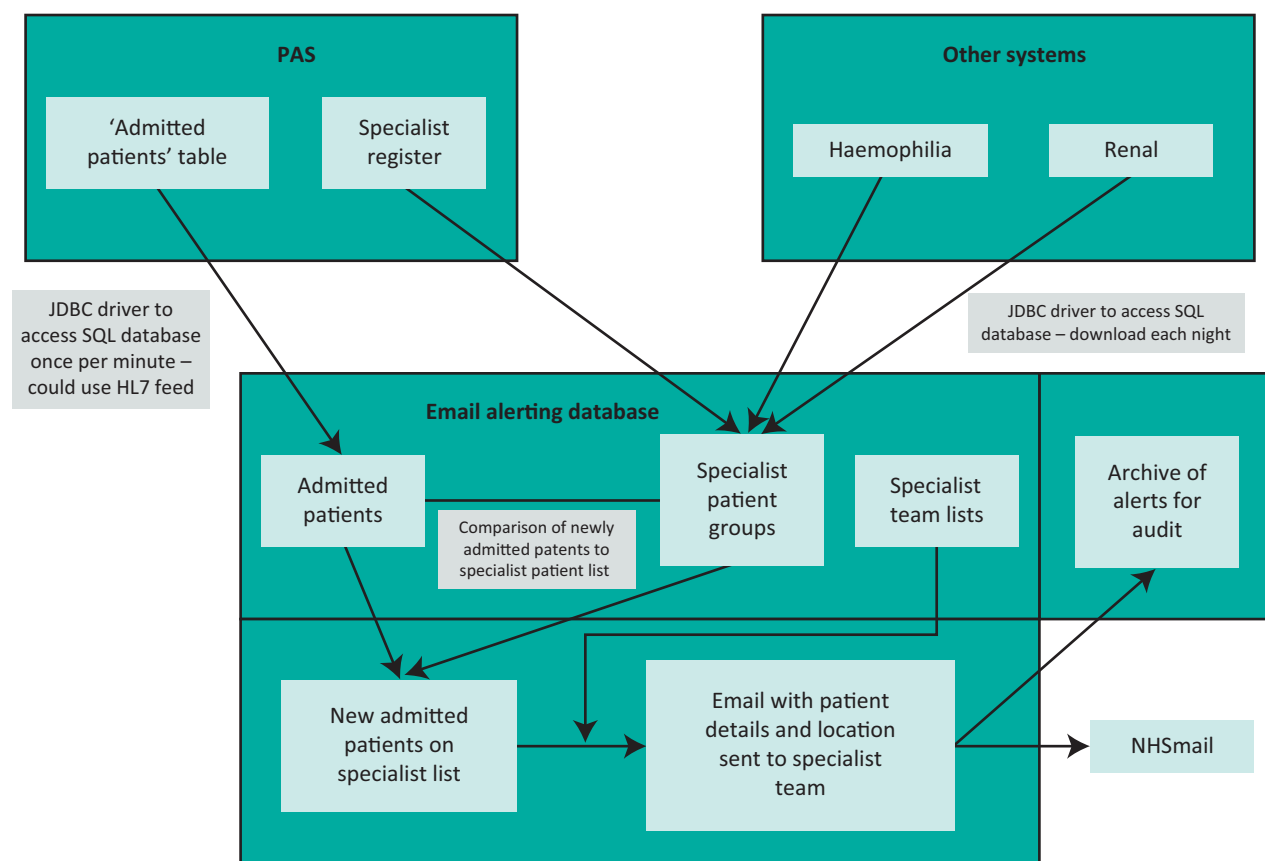 PAS
'Admitted
patients' table
Specialist
register
Other systems
Haemophilia
Renal
JDBC driver to
access SQL database
once per minute –
could use HL7 feed
JDBC driver to access SQL
database – download each night
Email alerting database
Admitted
patients
Comparison of newly
admitted patents to
specialist patient list
Specialist
patient
groups
Specialist
team lists
Archive of
alerts for
audit
New admitted
patients on
specialist list
Email with patient
details and location
sent to specialist
team
NHSmail